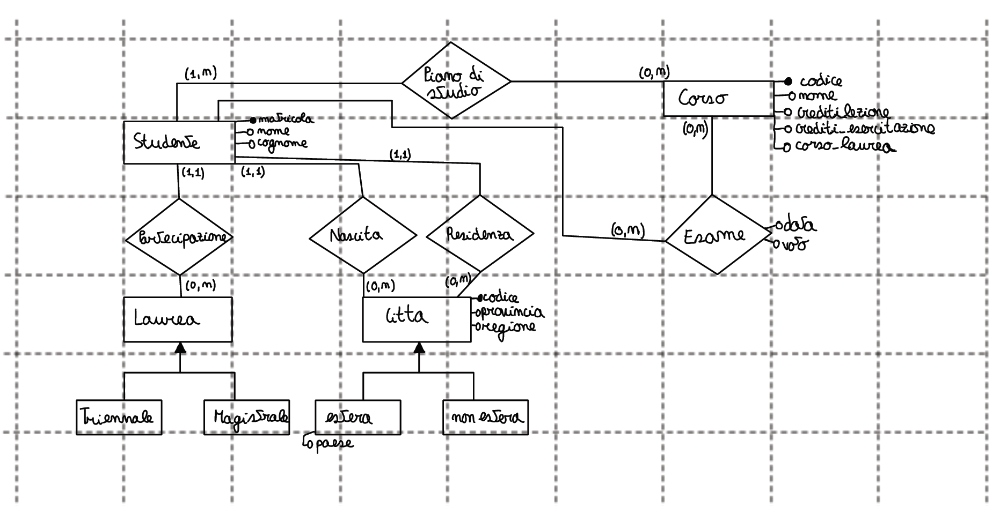 (1,n)
Piano di
studio
(0,n)
Corso
codice
nome
crediti_lezione
crediti_esercitazione
corso_laurea
Studente
matricola
nome
cognome
(1,1)
(1,1)
(1,1)
(0,n)
Partecipazione
Nascita
Residenza
(0,n)
Esame
data
voto
(0,n)
(0,n)
(0,n)
Laurea
Citta
codice
provincia
regione
Triennale
Magistrale
estera
non estera
paese